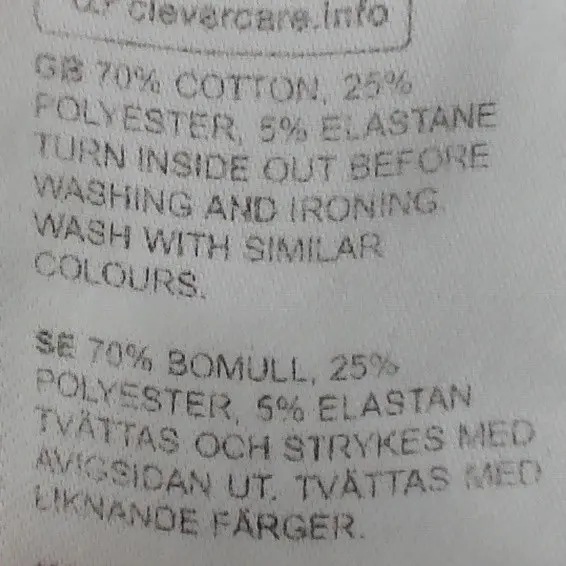 clevercare.info
GB 70% COTTON, 25%
POLYESTER, 5% ELASTANE
TURN INSIDE OUT BEFORE
WASHING AND IRONING.
WASH WITH SIMILAR
COLOURS.
SE 70% BOMULL, 25%
POLYESTER, 5% ELASTAN
TVÄTTAS OCH STRYKES MED
AVIGSIDAN UT. TVÄTTAS MED
LIKNANDE FÄRGER.